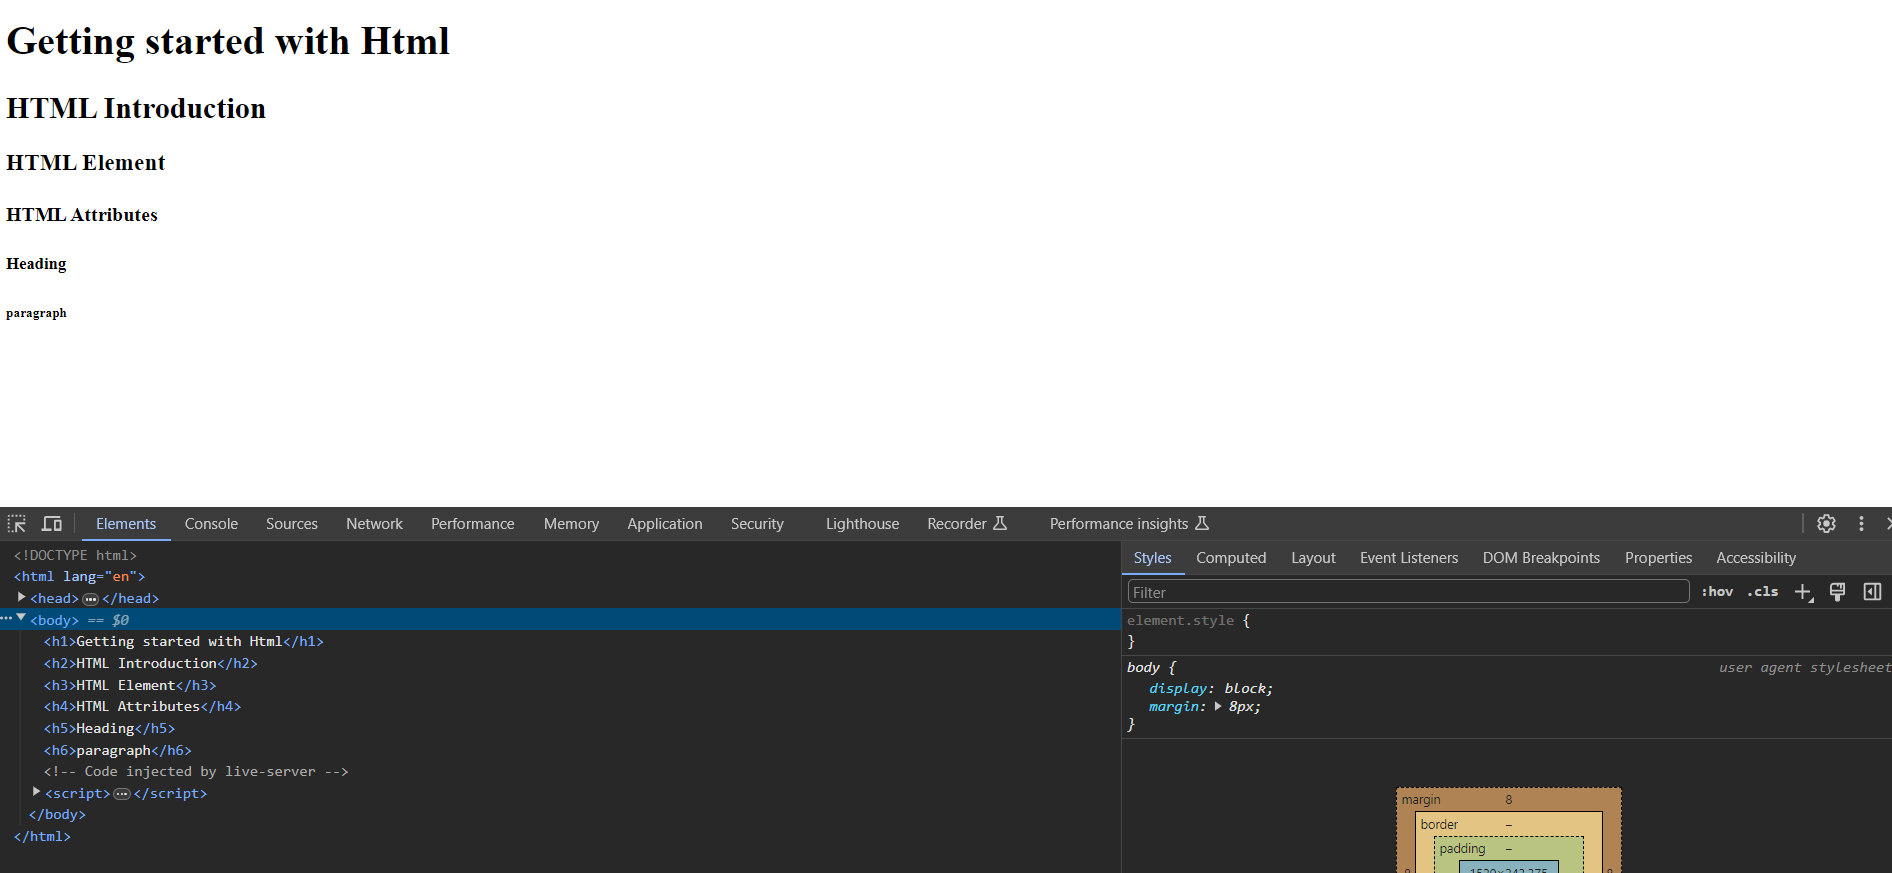 Getting started with Html
HTML Introduction
HTML Element
HTML Attributes
Heading
paragraph
Elements Console Sources Network Performance Memory Application Security Lighthouse Recorder Performance insights
<!DOCTYPE html>
<html lang="en">
<head> ••• </head>
<body> == $0
<h1>Getting started with Html</h1>
<h2>HTML Introduction</h2>
<h3>HTML Element</h3>
<h4>HTML Attributes</h4>
<h5>Heading</h5>
<h6>paragraph</h6>
<!-- Code injected by live-server -->
<script> ••• </script>
</body>
</html>
Styles Computed Layout Event Listeners DOM Breakpoints Properties Accessibility
Filter :hov .cls
element.style {
}
body { user agent stylesheet
display: block;
margin: 8px;
}
margin 8
border –
padding –